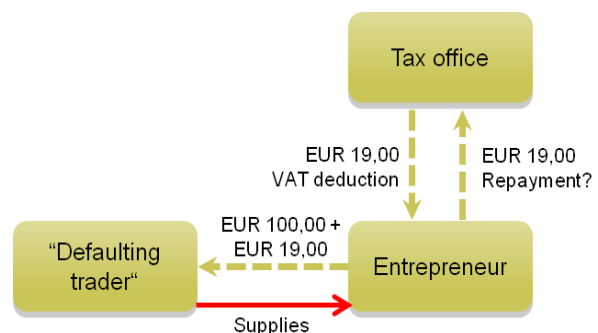 Tax office
EUR 19,00
VAT deduction
EUR 19,00
Repayment?
EUR 100,00 +
EUR 19,00
“Defaulting
trader“
Entrepreneur
Supplies